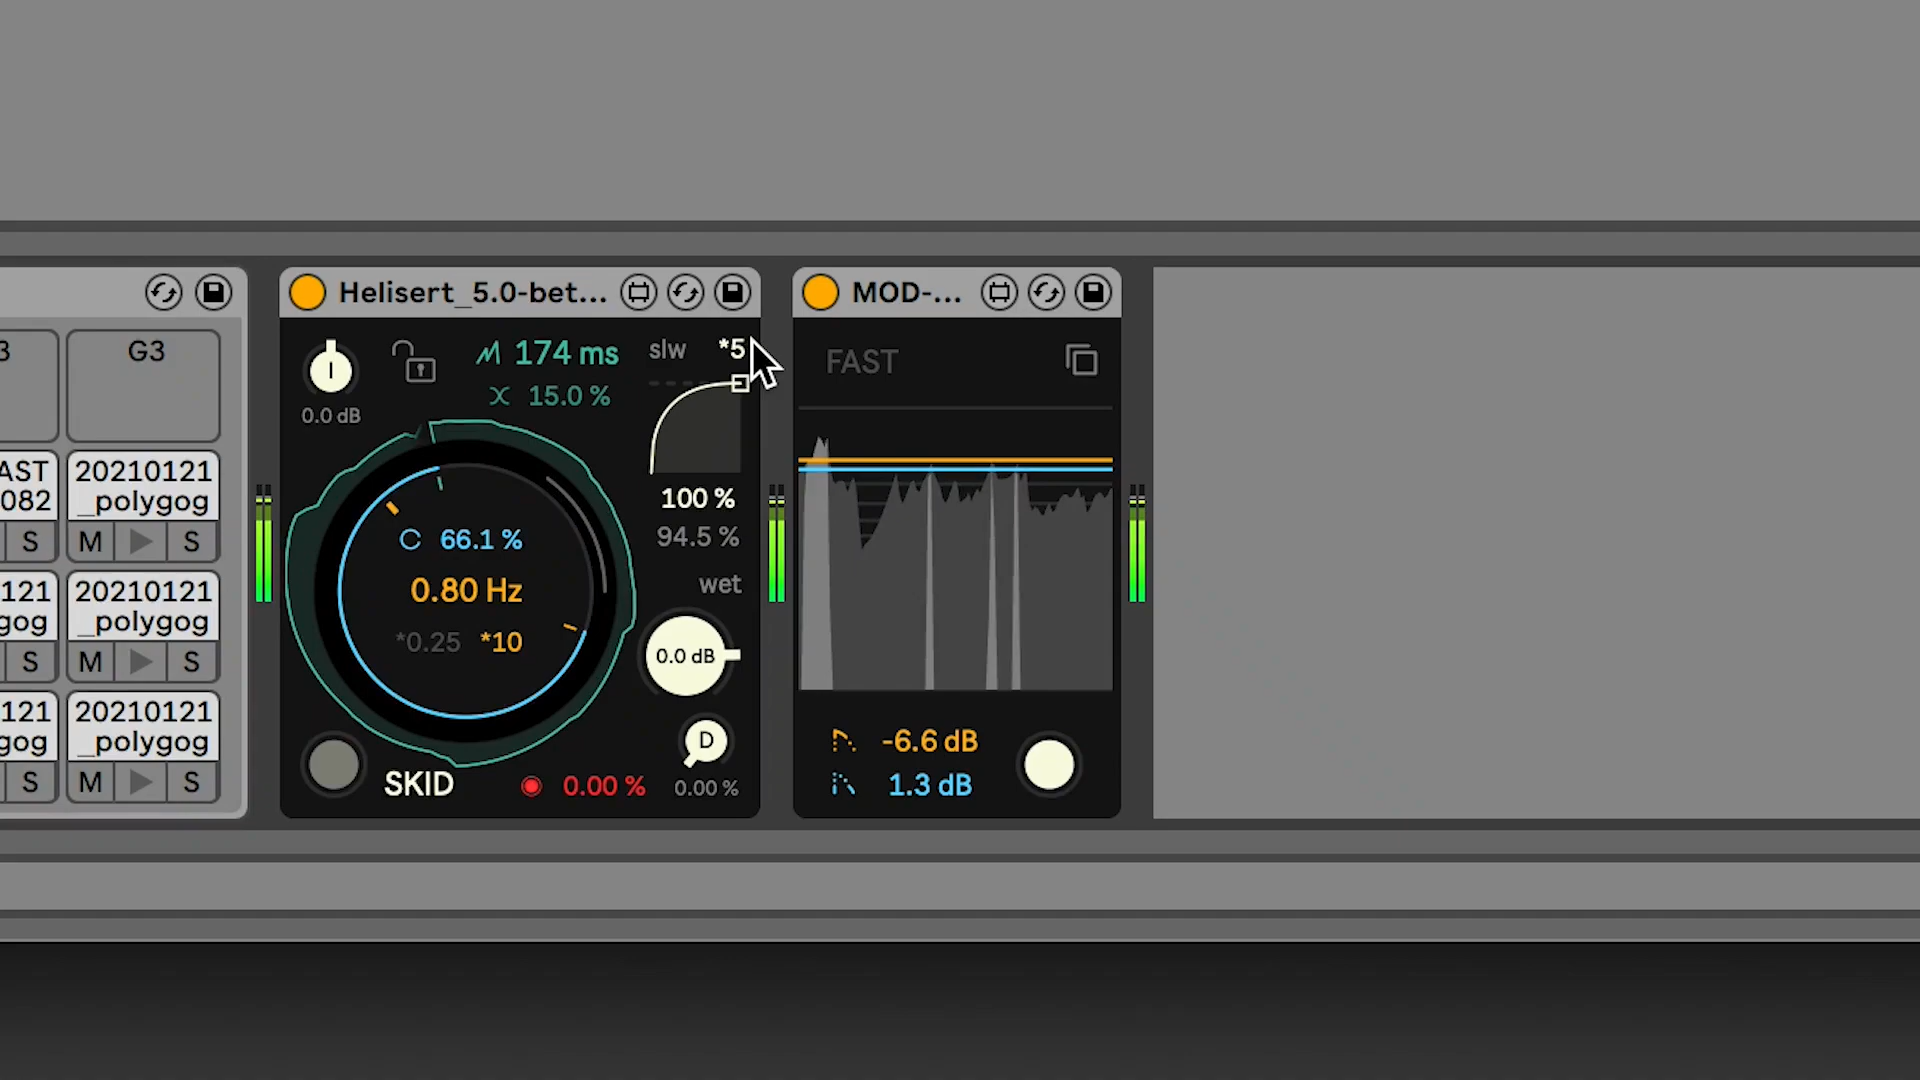 Helisert_5.0-bet...
MOD-...
3
G3
I
0.0 dB
174 ms
15.0 %
slw
*5
FAST
AST
082
20210121
_polygog
S
M
S
100 %
94.5 %
66.1 %
0.80 Hz
*0.25 *10
wet
0.0 dB
121
gog
20210121
_polygog
S
M
S
121
gog
20210121
_polygog
S
M
S
SKID
0.00 %
D
0.00 %
-6.6 dB
1.3 dB